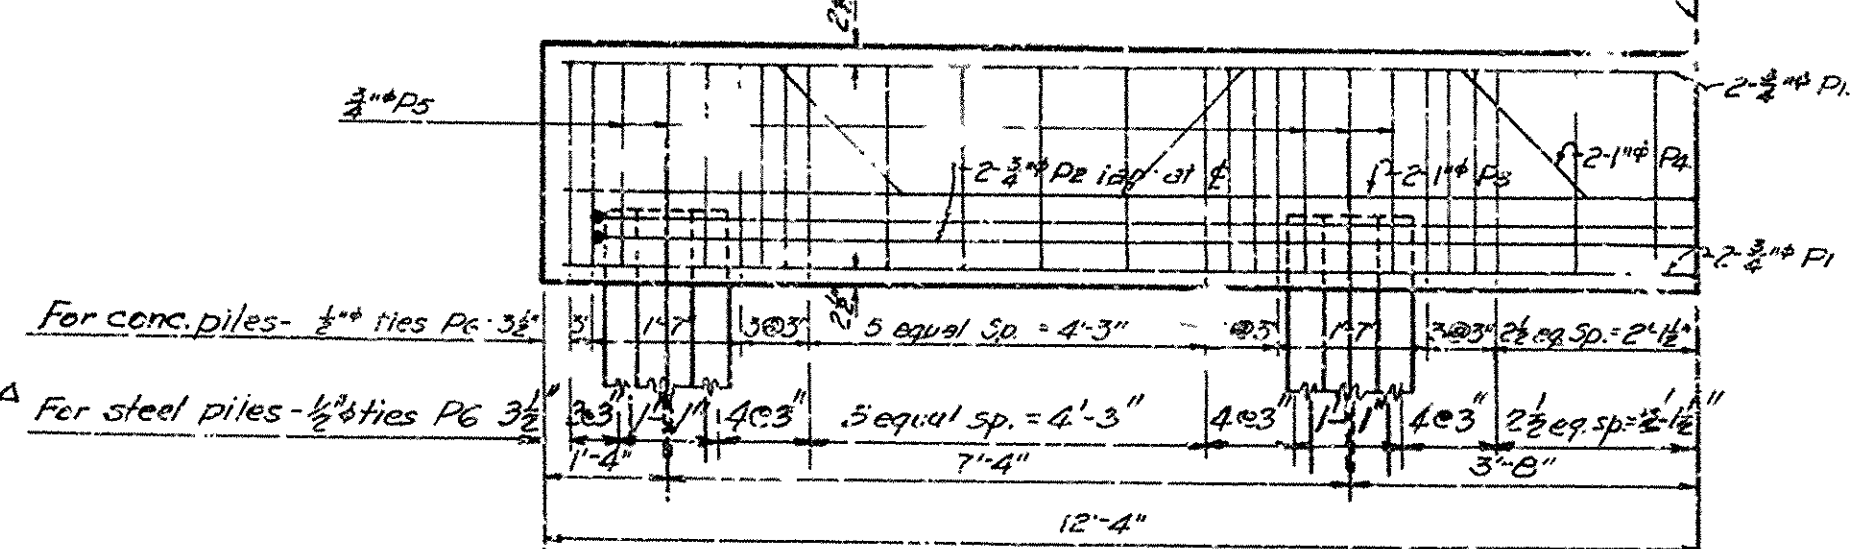 3/4"ϕ P5
2-3/4"ϕ P1.
2-3/4"ϕ P2 lap at ℄
2-1"ϕ P3
2-1"ϕ P4
2-3/4"ϕ P1
For conc. piles- 1/2"ϕ ties P6 - 3 1/2" 3" 1'-7" 3@3" 5 equal Sp. = 4'-3" @3" 1'-7" 3@3" 2 1/2 eq. Sp. = 2'-1 1/2"
For steel piles - 1/2"ϕ ties P6 3 1/2" 3@3" 1'-1" 4@3" 5 equal sp. = 4'-3" 4@3" 1'-1" 4@3" 2 1/2 eq. sp =
1'-4" 7'-4" 3'-8"
12'-4"